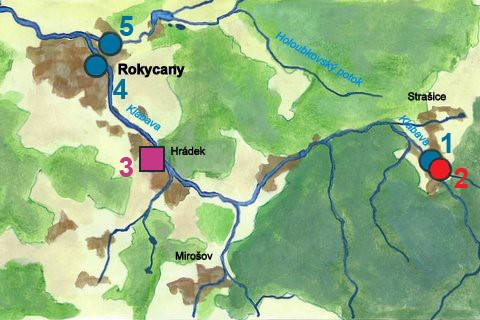 5
Rokycany
4
Holoubkovský potok
Strašice
Klabava
Klabava
1
2
3
Hrádek
Mirošov